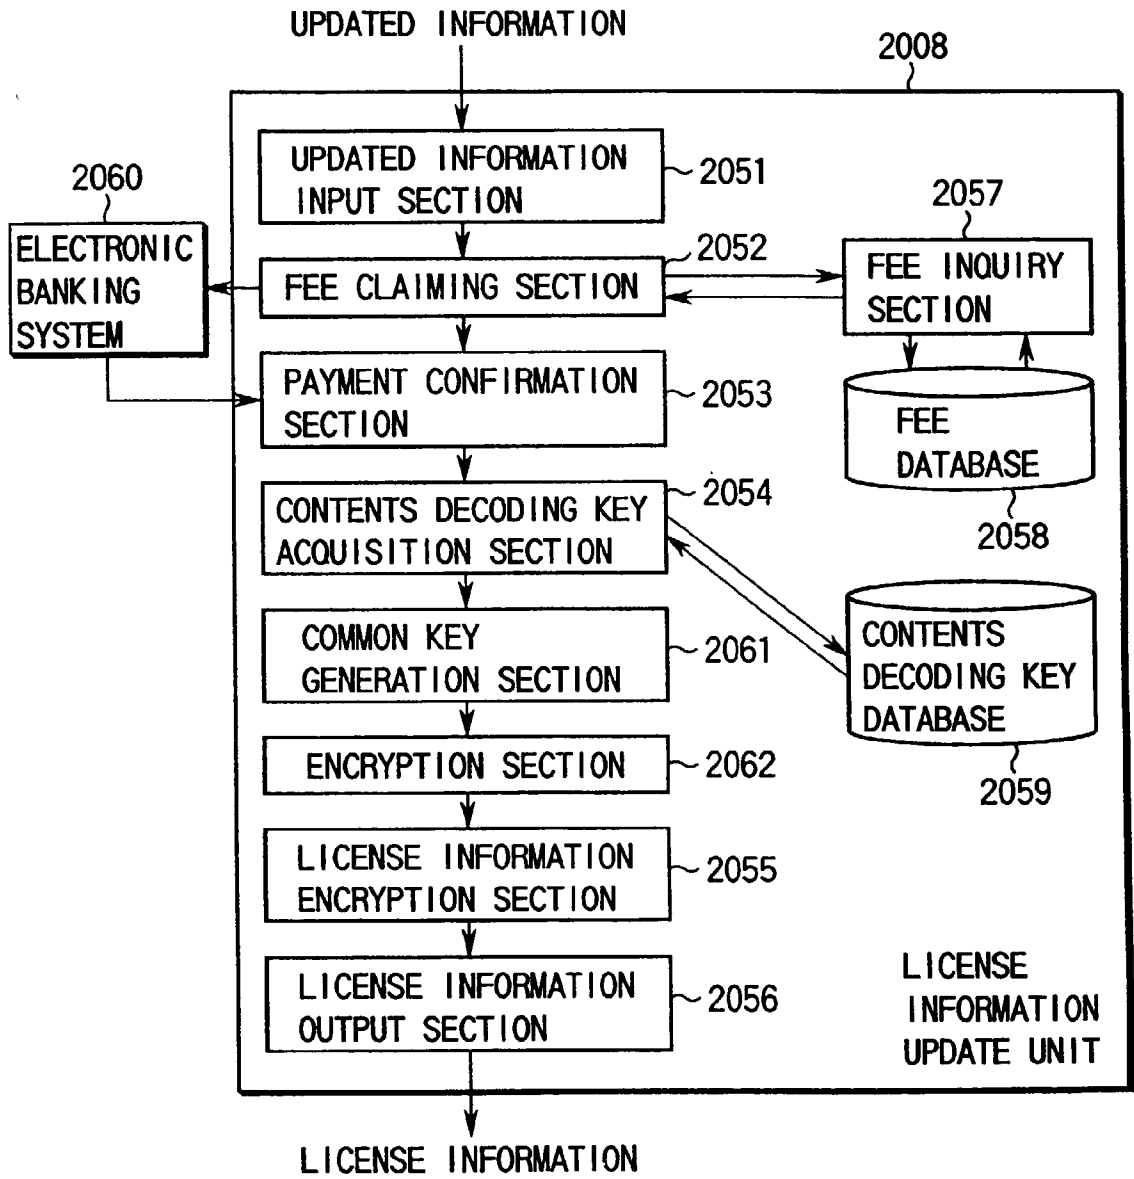 UPDATED INFORMATION
2008
UPDATED INFORMATION
INPUT SECTION
2051
2060
ELECTRONIC
BANKING
SYSTEM
2057
FEE INQUIRY
SECTION
2052
FEE CLAIMING SECTION
PAYMENT CONFIRMATION
SECTION
2053
FEE
DATABASE
2058
CONTENTS DECODING KEY
ACQUISITION SECTION
2054
COMMON KEY
GENERATION SECTION
2061
CONTENTS
DECODING KEY
DATABASE
2059
ENCRYPTION SECTION
2062
LICENSE INFORMATION
ENCRYPTION SECTION
2055
LICENSE INFORMATION
OUTPUT SECTION
2056
LICENSE
INFORMATION
UPDATE UNIT
LICENSE INFORMATION